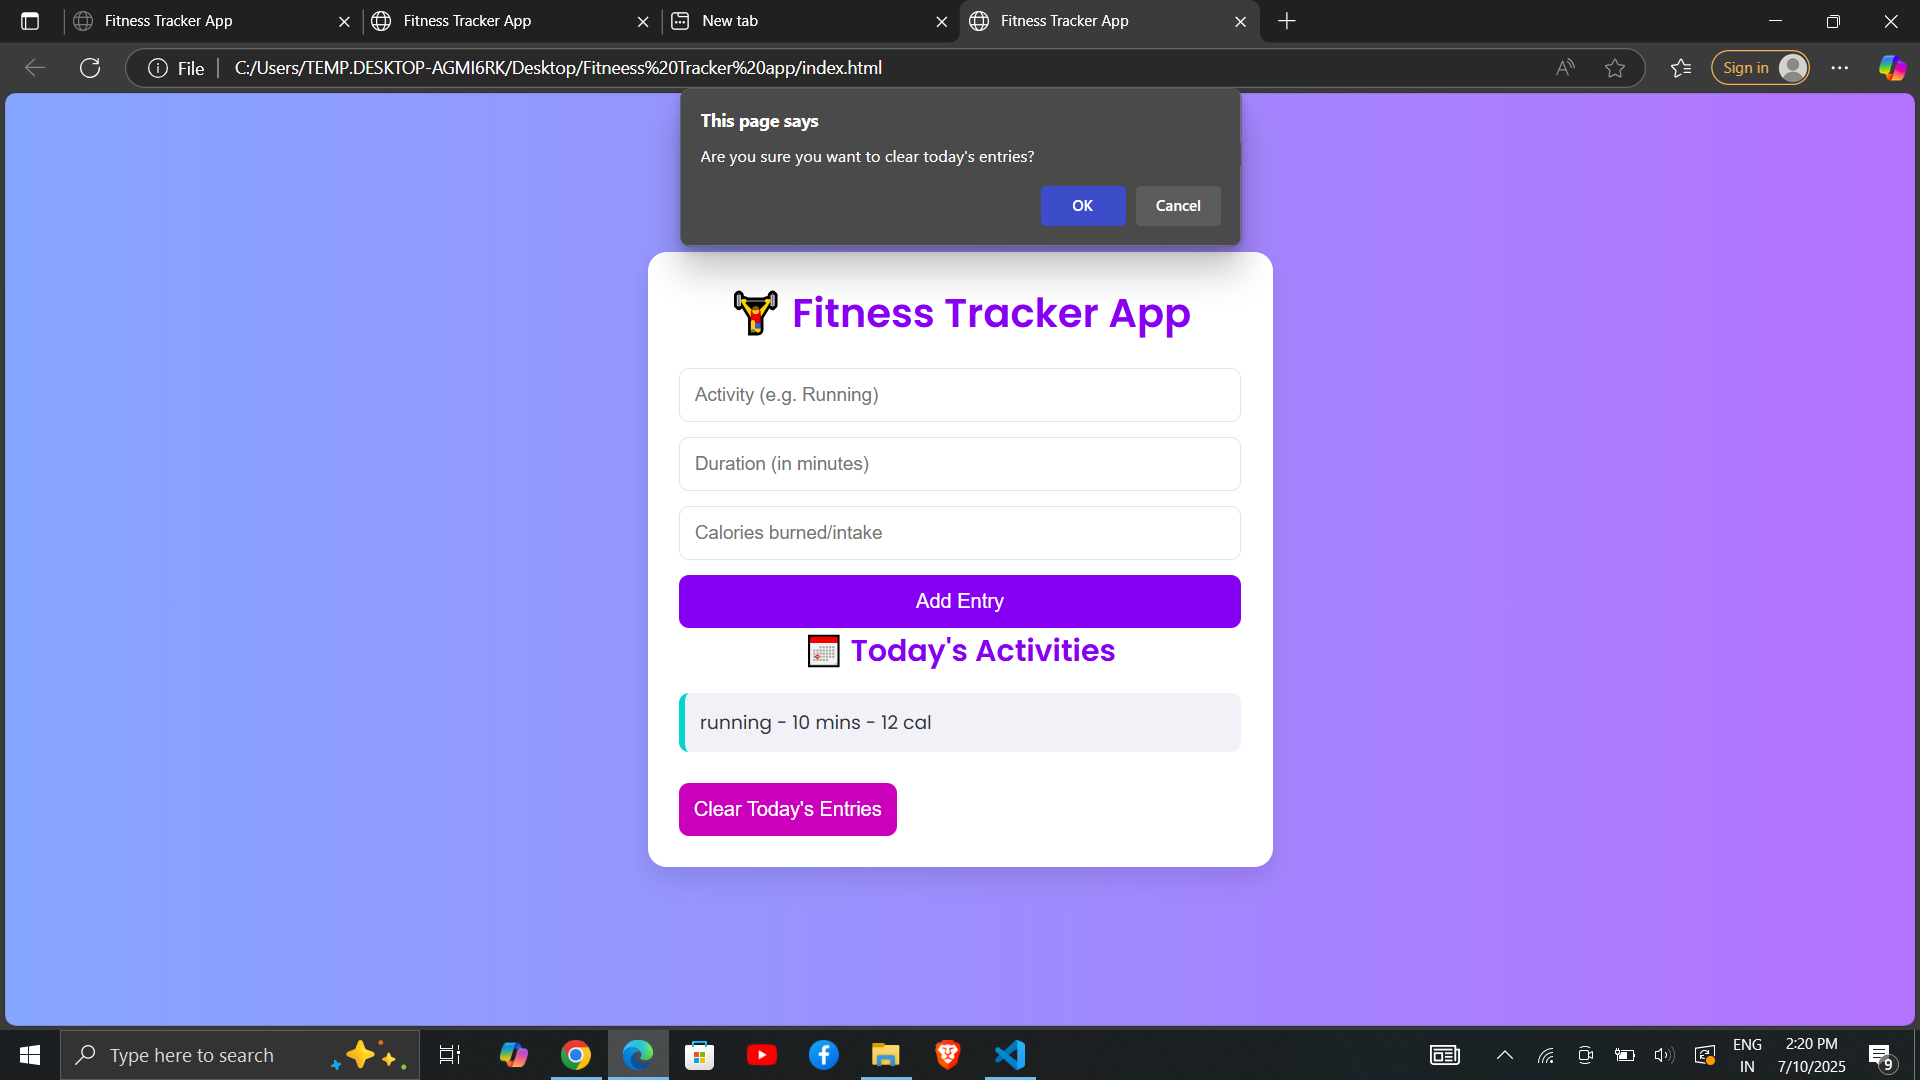 Fitness Tracker App
Fitness Tracker App
New tab
Fitness Tracker App
File
C:/Users/TEMP.DESKTOP-AGMI6RK/Desktop/Fitneess%20Tracker%20app/index.html
Sign in
This page says
Are you sure you want to clear today's entries?
OK
Cancel
Fitness Tracker App
Activity (e.g. Running)
Duration (in minutes)
Calories burned/intake
Add Entry
Today's Activities
running - 10 mins - 12 cal
Clear Today's Entries
Type here to search
ENG
IN
2:20 PM
7/10/2025
9